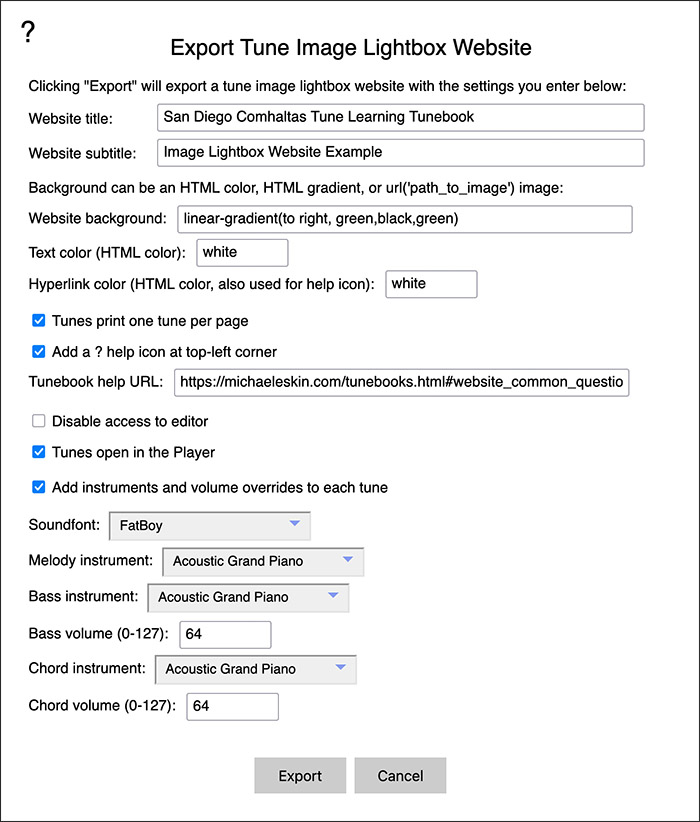 ?
Export Tune Image Lightbox Website
Clicking "Export" will export a tune image lightbox website with the settings you enter below:
Website title: San Diego Comhaltas Tune Learning Tunebook
Website subtitle: Image Lightbox Website Example
Background can be an HTML color, HTML gradient, or url('path_to_image') image:
Website background: linear-gradient(to right, green,black,green)
Text color (HTML color): white
Hyperlink color (HTML color, also used for help icon): white
Tunes print one tune per page
Add a ? help icon at top-left corner
Tunebook help URL: https://michaeleskin.com/tunebooks.html#website_common_questio
Disable access to editor
Tunes open in the Player
Add instruments and volume overrides to each tune
Soundfont: FatBoy
Melody instrument: Acoustic Grand Piano
Bass instrument: Acoustic Grand Piano
Bass volume (0-127): 64
Chord instrument: Acoustic Grand Piano
Chord volume (0-127): 64
Export Cancel